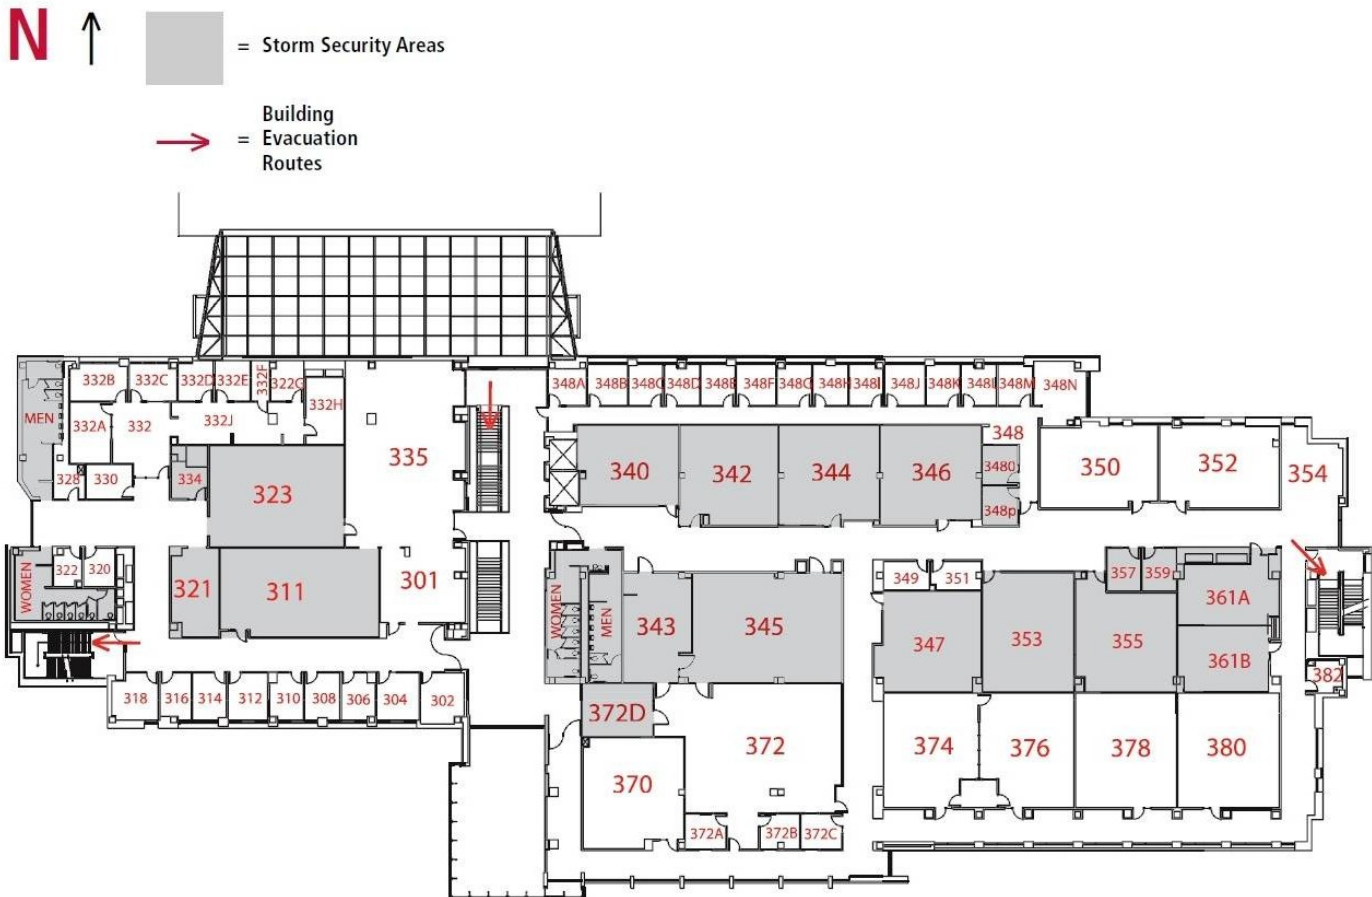 N
= Storm Security Areas
Building
= Evacuation
Routes
332B 332C 332D 332E 332F 322G
348A 348B 348C 348D 348E 348F 348G 348H 348I 348J 348K 348L 348M 348N
MEN 332A 332 332J 332H
335
348
340 342 344 346 3480 350 352 354
328 330 334 323
348p
322 320
WOMEN
321 311 301
WOMEN MEN 343 345
349 351 357 359
347 353 355 361A
361B
382
318 316 314 312 310 308 306 304 302
372D 372
374 376 378 380
370
372A 372B 372C